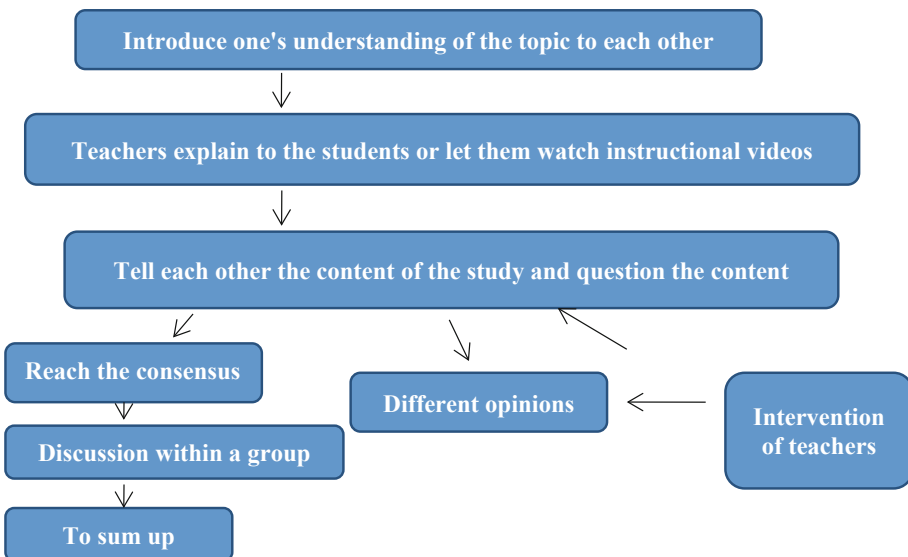 Introduce one's understanding of the topic to each other
Teachers explain to the students or let them watch instructional videos
Tell each other the content of the study and question the content
Reach the consensus
Different opinions
Intervention
of teachers
Discussion within a group
To sum up